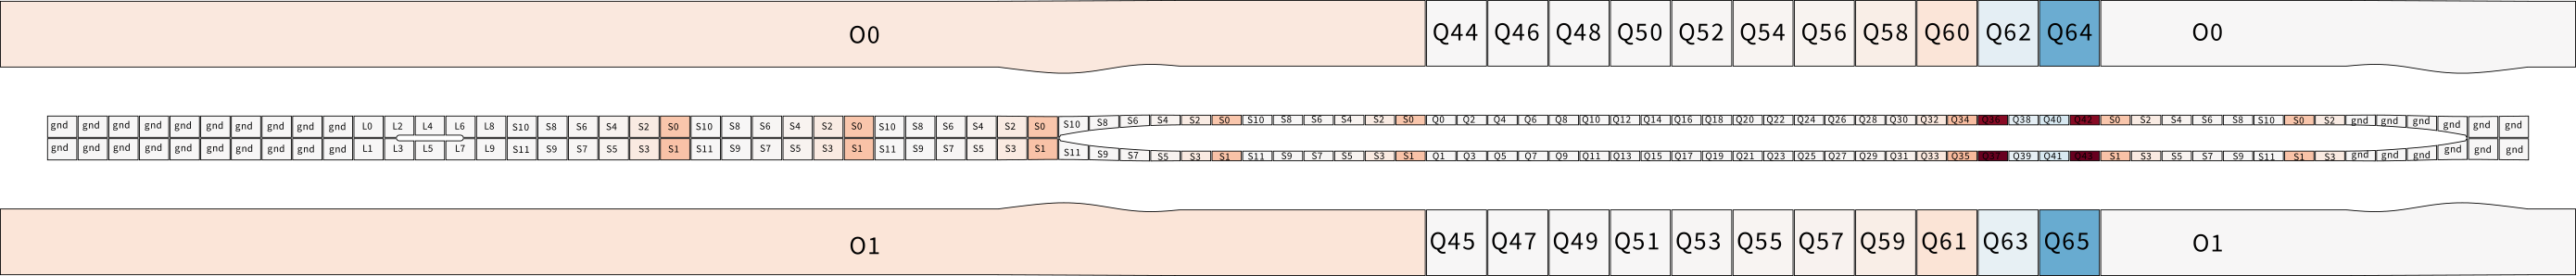 O0 Q44 Q46 Q48 Q50 Q52 Q54 Q56 Q58 Q60 Q62 Q64 O0
gnd gnd gnd gnd gnd gnd gnd gnd gnd gnd L0 L2 L4 L6 L8 S10 S8 S6 S4 S2 S0 S10 S8 S6 S4 S2 S0 S10 S8 S6 S4 S2 S0 S10 S8 S6 S4 S2 S0 S10 S8 S6 S4 S2 S0 Q0 Q2 Q4 Q6 Q8 Q10 Q12 Q14 Q16 Q18 Q20 Q22 Q24 Q26 Q28 Q30 Q32 Q34 Q36 Q38 Q40 Q42 S0 S2 S4 S6 S8 S10 S0 S2 gnd gnd gnd gnd gnd gnd
gnd gnd gnd gnd gnd gnd gnd gnd gnd gnd L1 L3 L5 L7 L9 S11 S9 S7 S5 S3 S1 S11 S9 S7 S5 S3 S1 S11 S9 S7 S5 S3 S1 S11 S9 S7 S5 S3 S1 S11 S9 S7 S5 S3 S1 Q1 Q3 Q5 Q7 Q9 Q11 Q13 Q15 Q17 Q19 Q21 Q23 Q25 Q27 Q29 Q31 Q33 Q35 Q37 Q39 Q41 Q43 S1 S3 S5 S7 S9 S11 S1 S3 gnd gnd gnd gnd gnd gnd
O1 Q45 Q47 Q49 Q51 Q53 Q55 Q57 Q59 Q61 Q63 Q65 O1